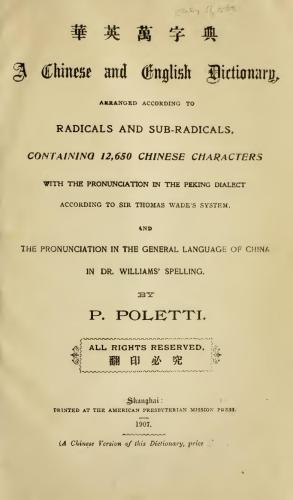 華英萬字典
A Chinese and English Dictionary,
ARRANGED ACCORDING TO
RADICALS AND SUB-RADICALS,
CONTAINING 12,650 CHINESE CHARACTERS
WITH THE PRONUNCIATION IN THE PEKING DIALECT
ACCORDING TO SIR THOMAS WADE'S SYSTEM,
AND
THE PRONUNCIATION IN THE GENERAL LANGUAGE OF CHINA
IN DR. WILLIAMS' SPELLING.
BY
P. POLETTI.
ALL RIGHTS RESERVED.
翻印必究
Shanghai:
PRINTED AT THE AMERICAN PRESBYTERIAN MISSION PRESS.
1907.
(A Chinese Version of this Dictionary, price